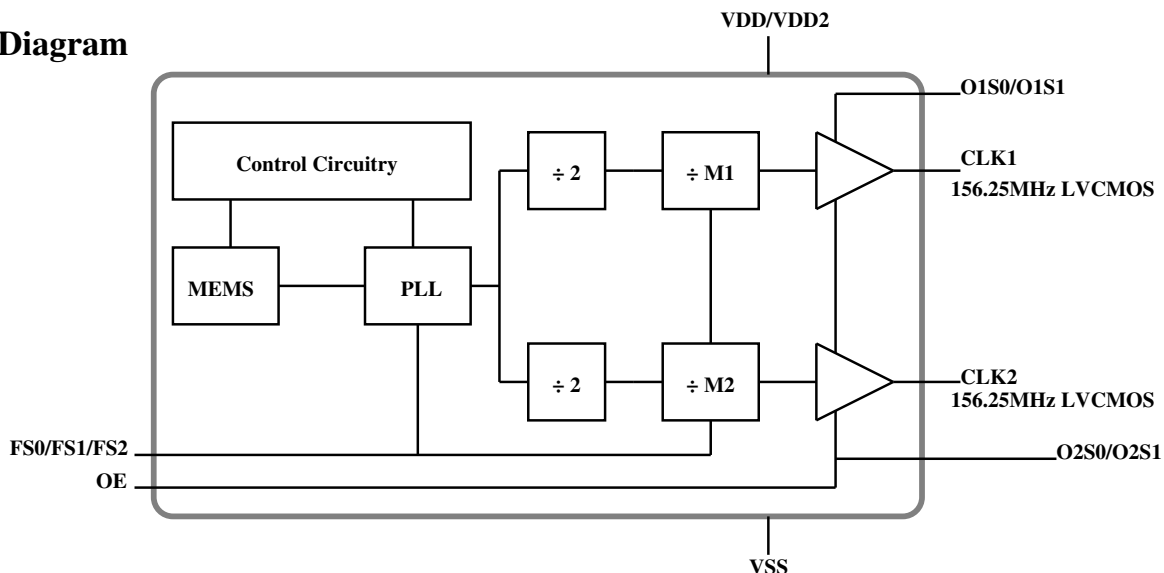 Diagram
VDD/VDD2
O1S0/O1S1
Control Circuitry
÷ 2
÷ M1
CLK1
156.25MHz LVCMOS
MEMS
PLL
÷ 2
÷ M2
CLK2
156.25MHz LVCMOS
FS0/FS1/FS2
O2S0/O2S1
OE
VSS